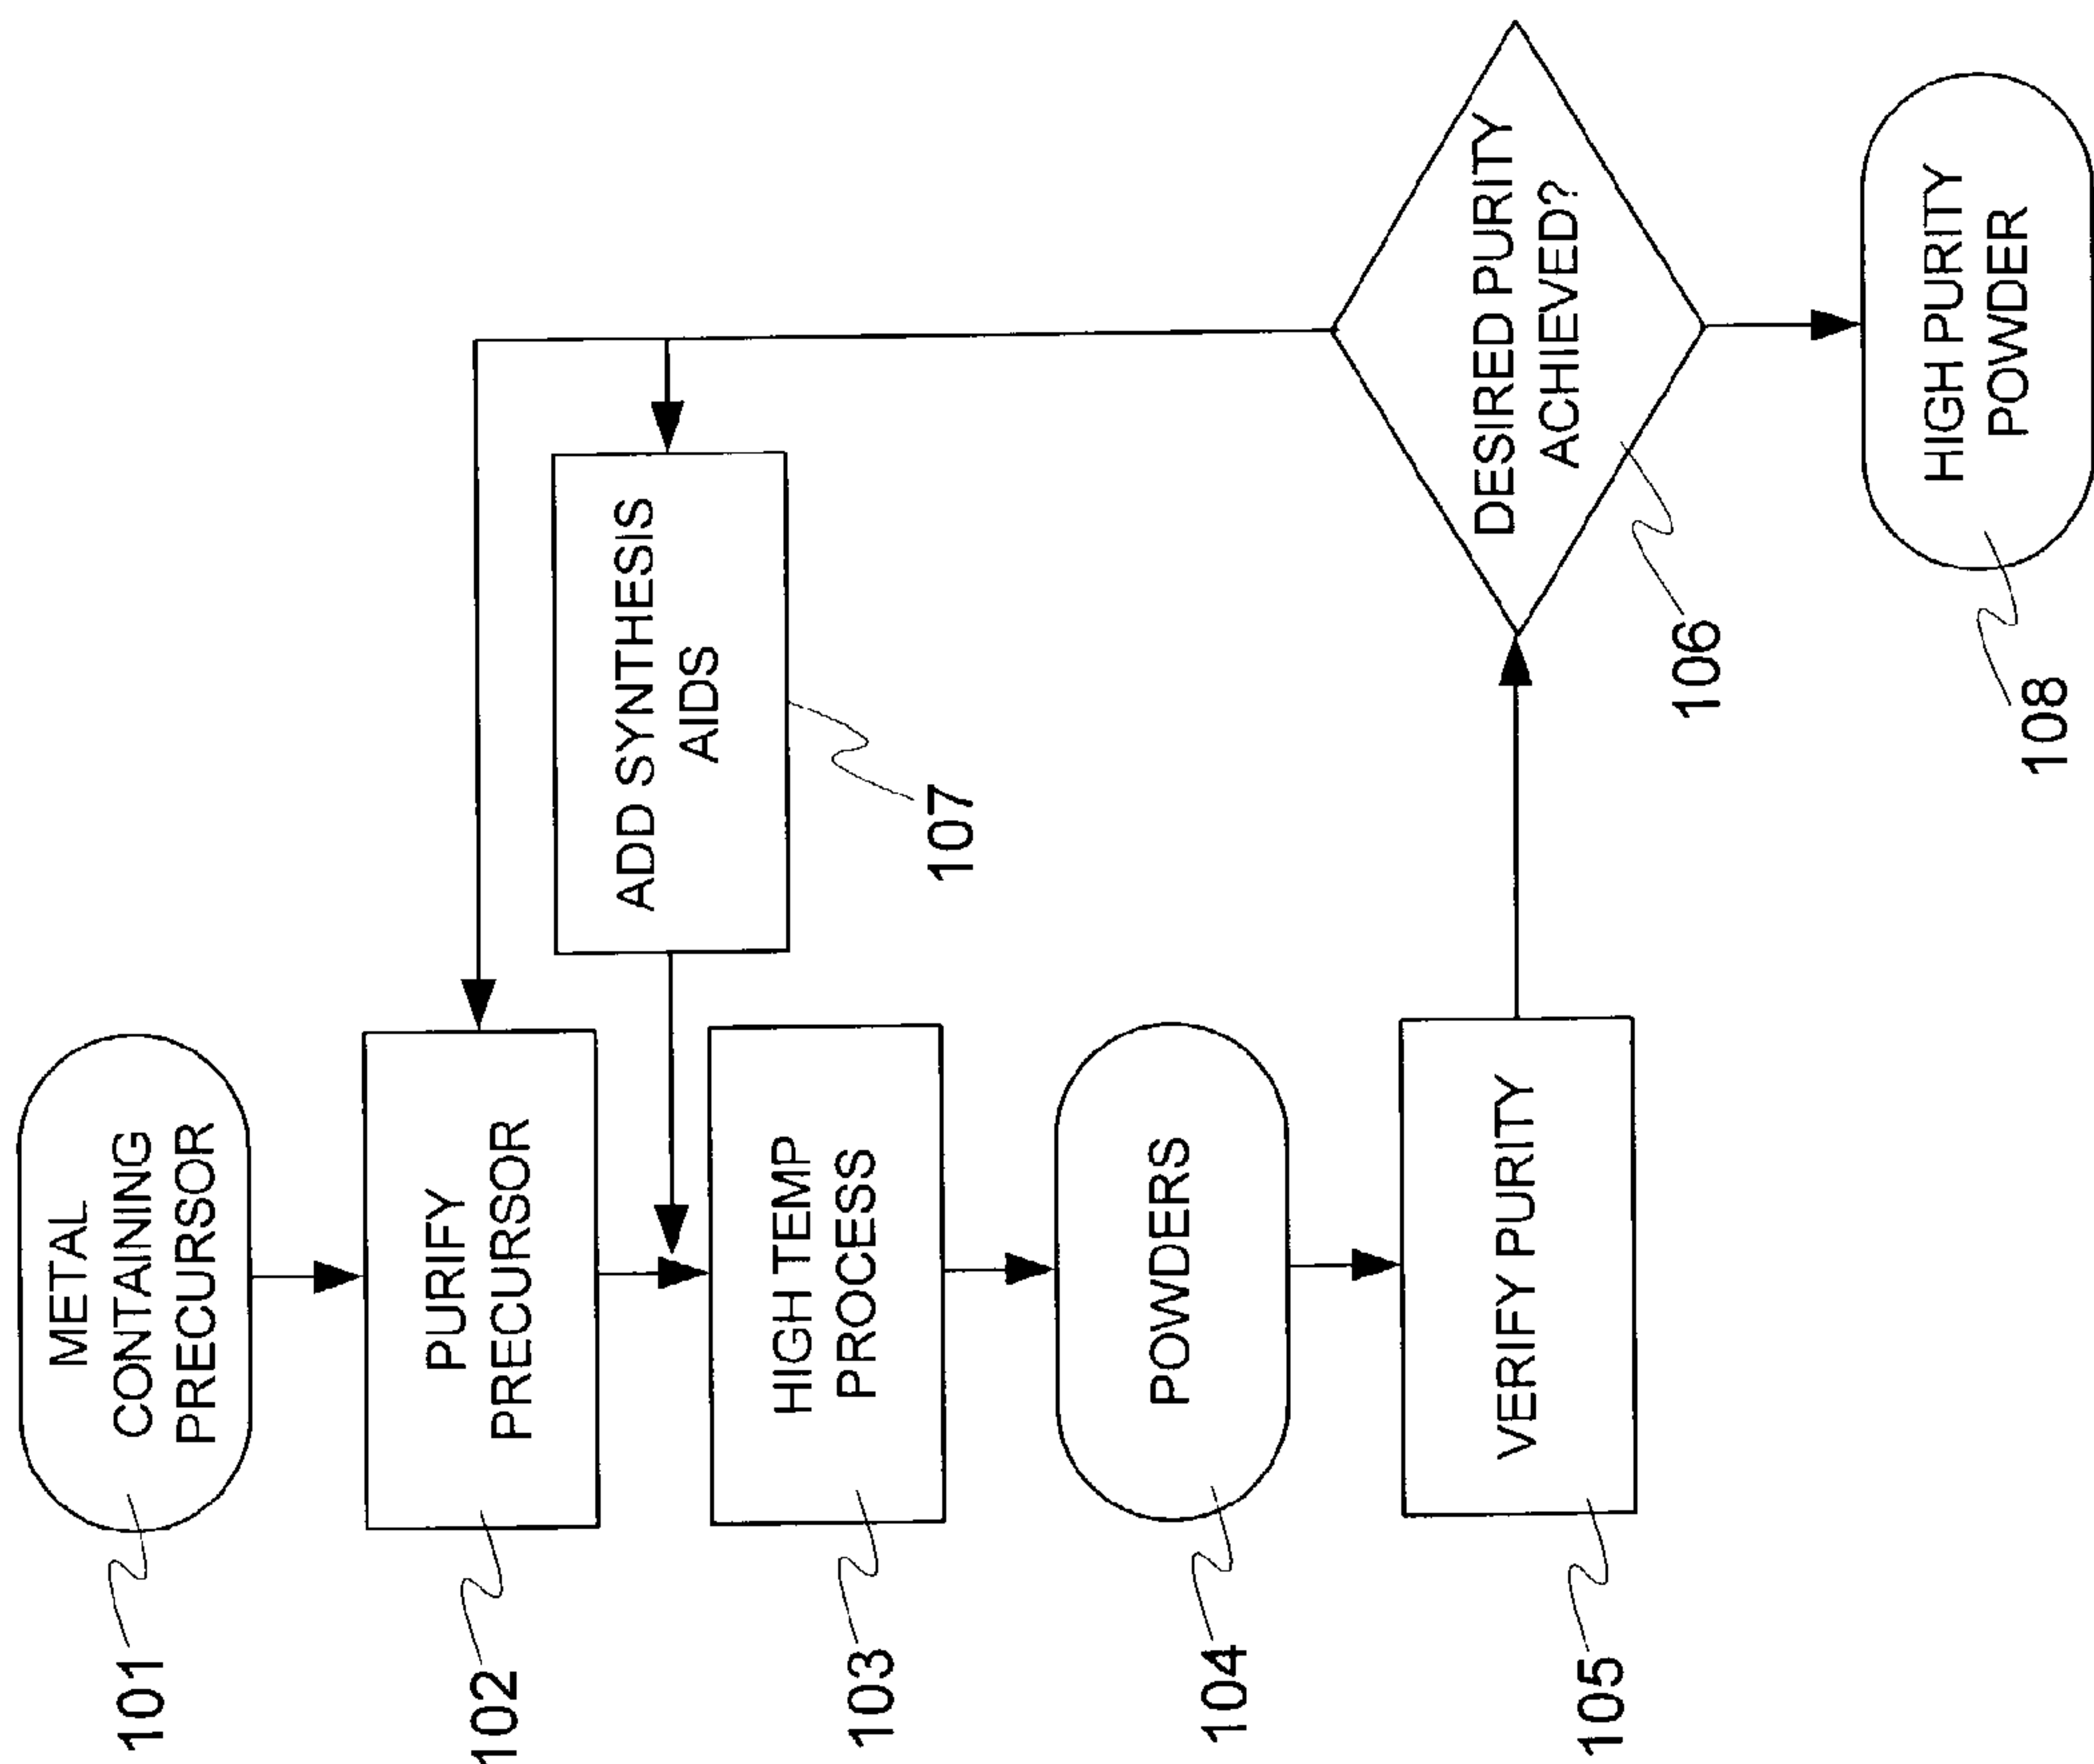 METAL
CONTAINING
PRECURSOR
101
PURIFY
PRECURSOR
102
ADD SYNTHESIS
AIDS
107
HIGH TEMP
PROCESS
103
POWDERS
104
VERIFY PURITY
105
DESIRED PURITY
ACHIEVED?
106
HIGH PURITY
POWDER
108